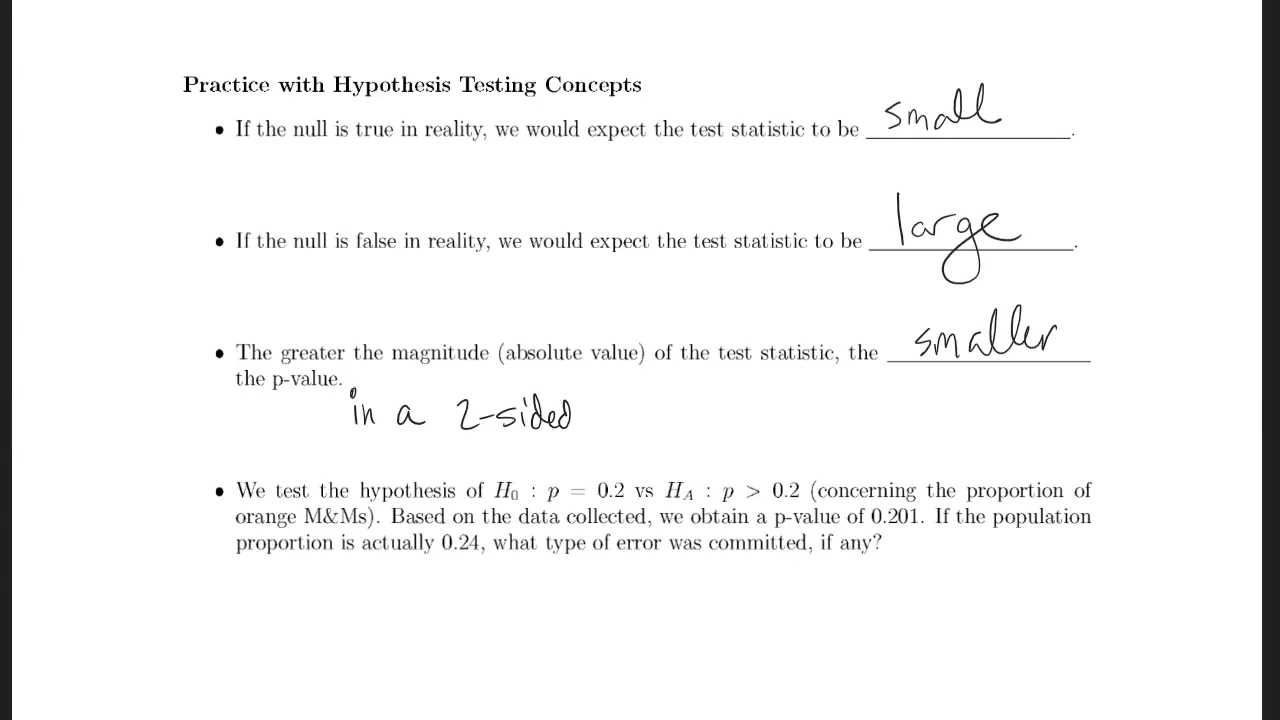 Practice with Hypothesis Testing Concepts
• If the null is true in reality, we would expect the test statistic to be small.
• If the null is false in reality, we would expect the test statistic to be large.
• The greater the magnitude (absolute value) of the test statistic, the smaller
the p-value.
in a 2-sided
• We test the hypothesis of H₀ : p = 0.2 vs H_A : p > 0.2 (concerning the proportion of
orange M&Ms). Based on the data collected, we obtain a p-value of 0.201. If the population
proportion is actually 0.24, what type of error was committed, if any?